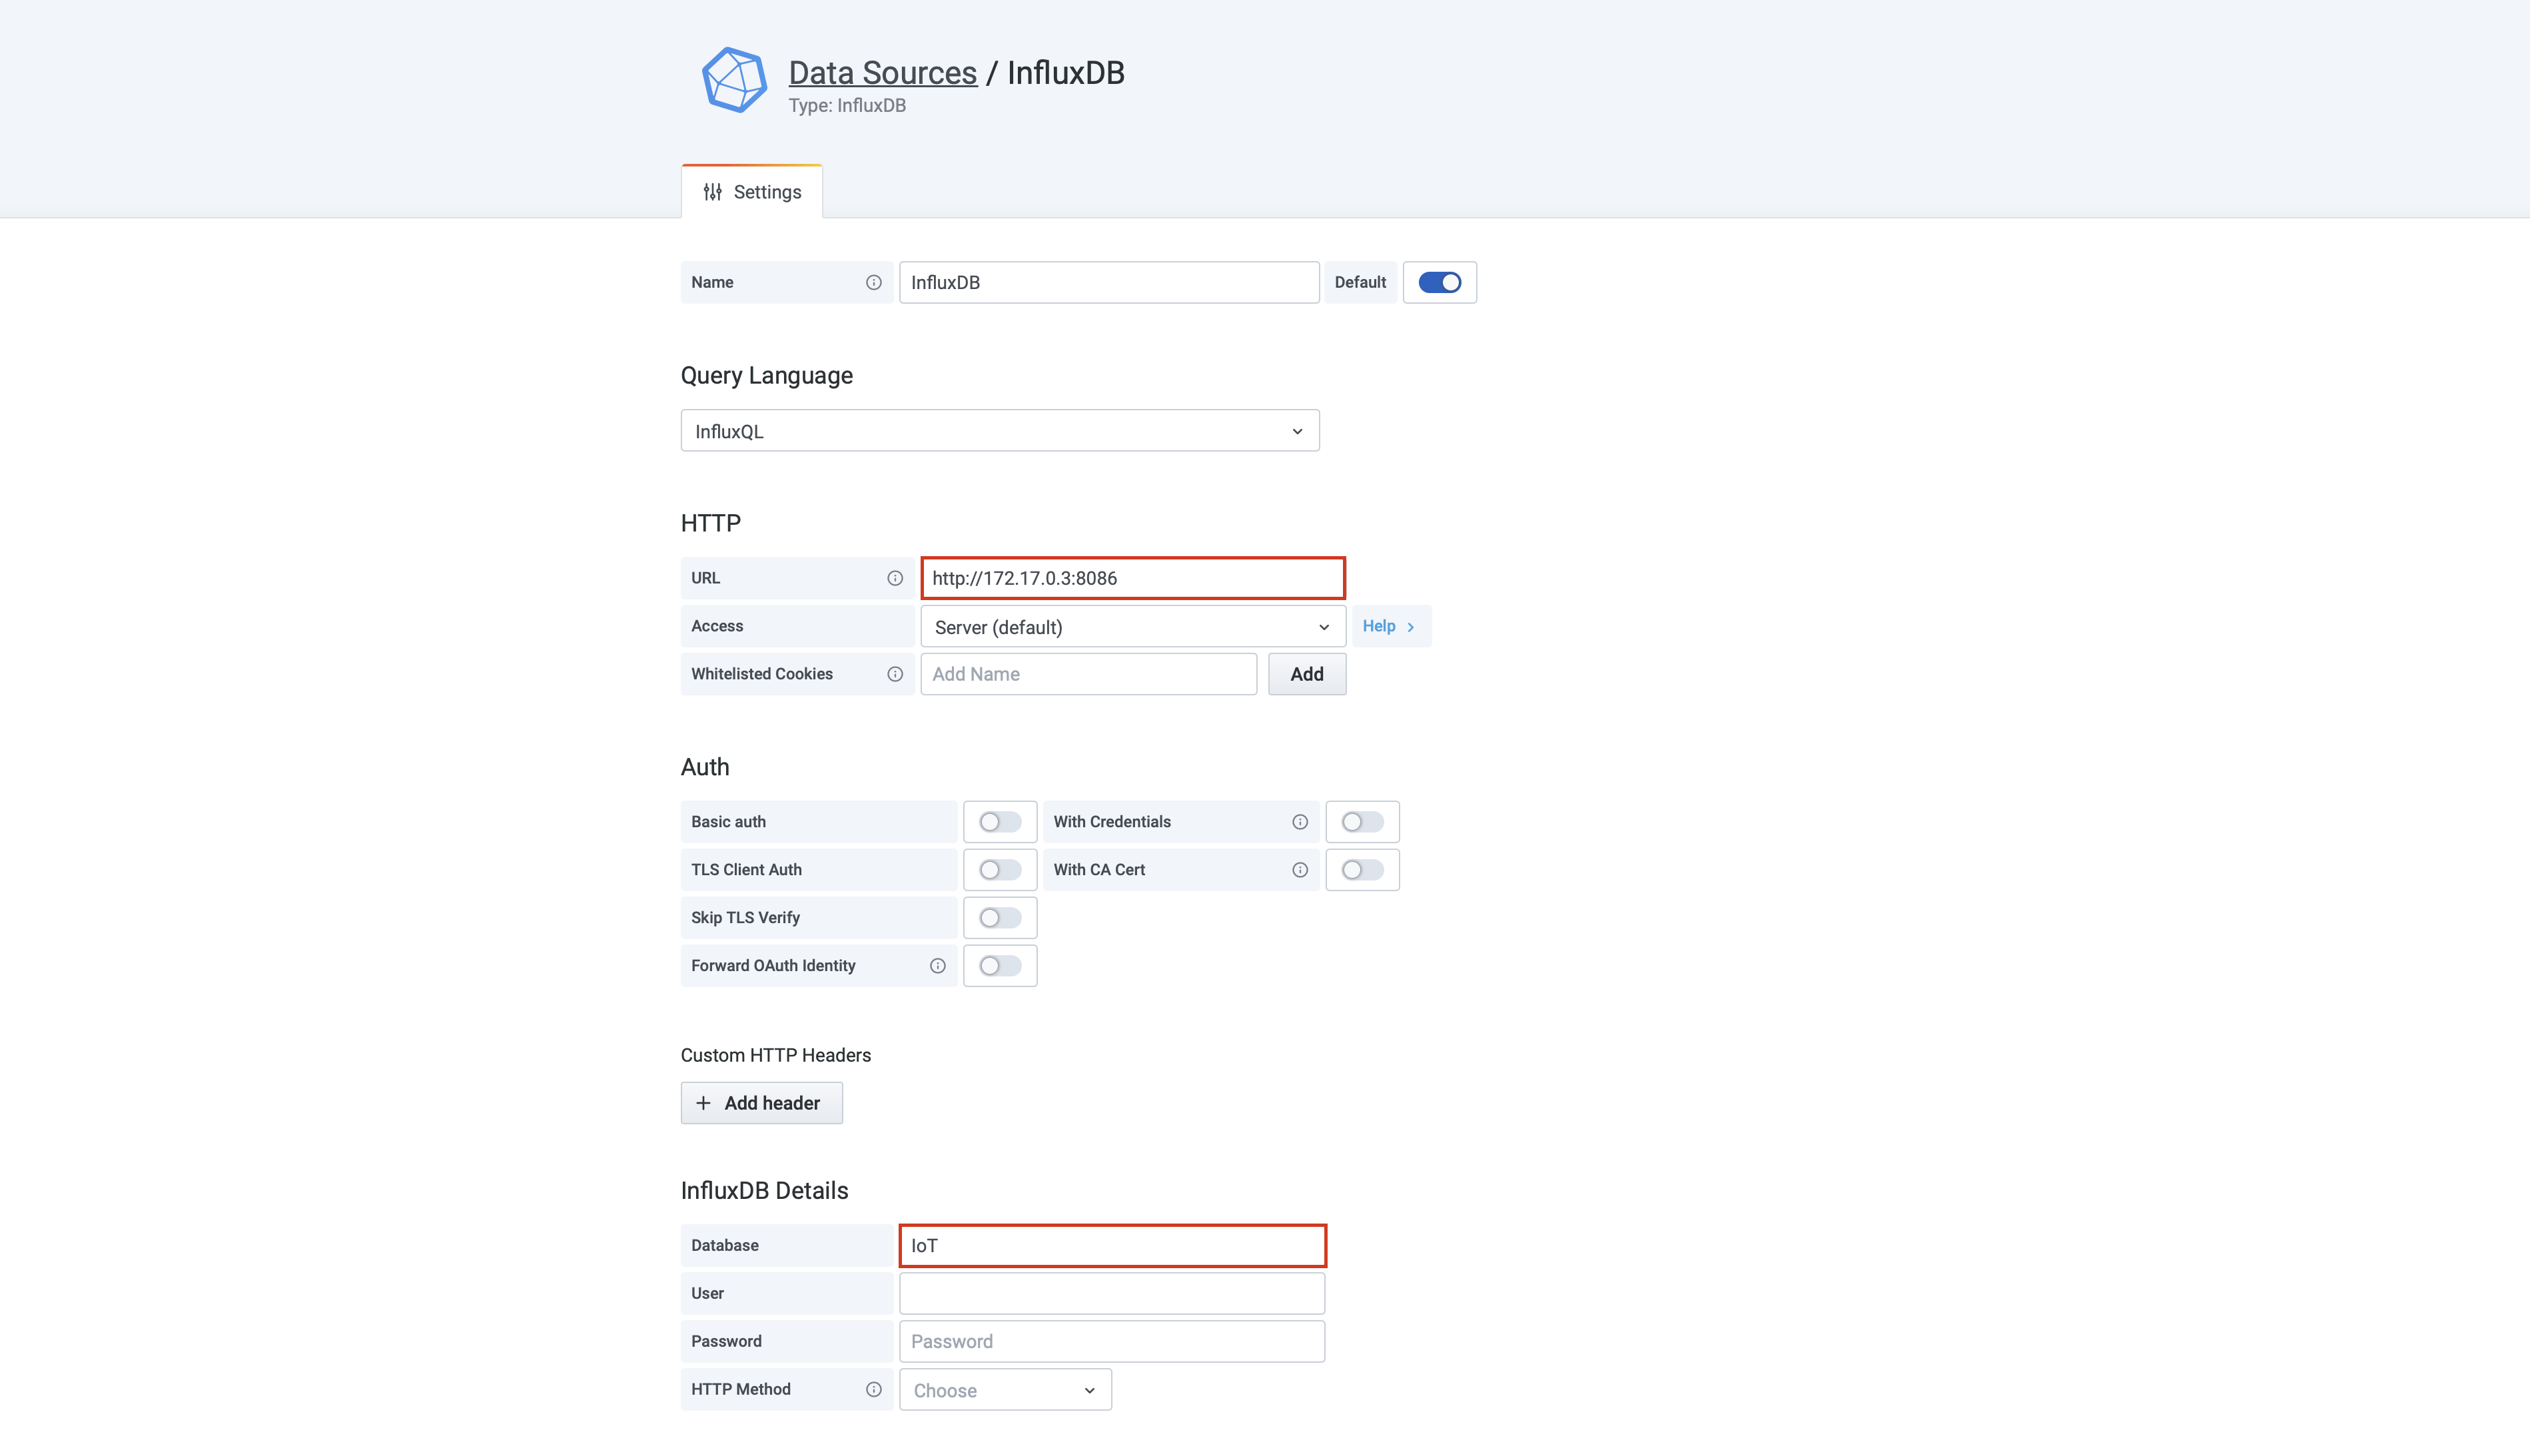 Data Sources / InfluxDB
Type: InfluxDB
Settings
Name InfluxDB Default
Query Language
InfluxQL
HTTP
URL http://172.17.0.3:8086
Access Server (default) Help
Whitelisted Cookies Add Name Add
Auth
Basic auth With Credentials
TLS Client Auth With CA Cert
Skip TLS Verify
Forward OAuth Identity
Custom HTTP Headers
+ Add header
InfluxDB Details
Database IoT
User
Password Password
HTTP Method Choose